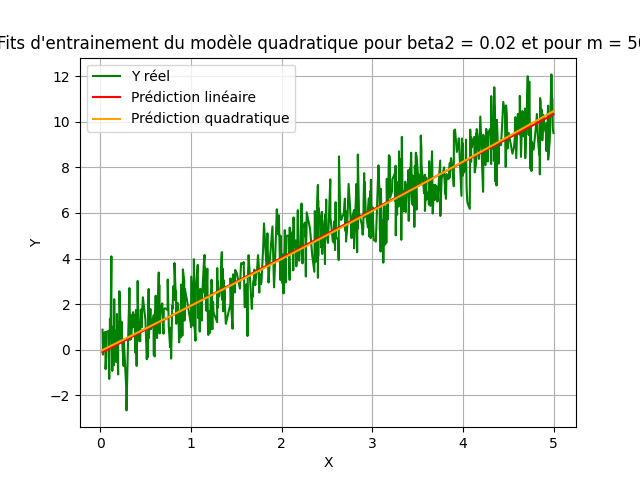 Fits d'entrainement du modèle quadratique pour beta2 = 0.02 et pour m = 50
Y réel
Prédiction linéaire
Prédiction quadratique
12
10
8
6
4
2
0
−2
Y
0 1 2 3 4 5
X